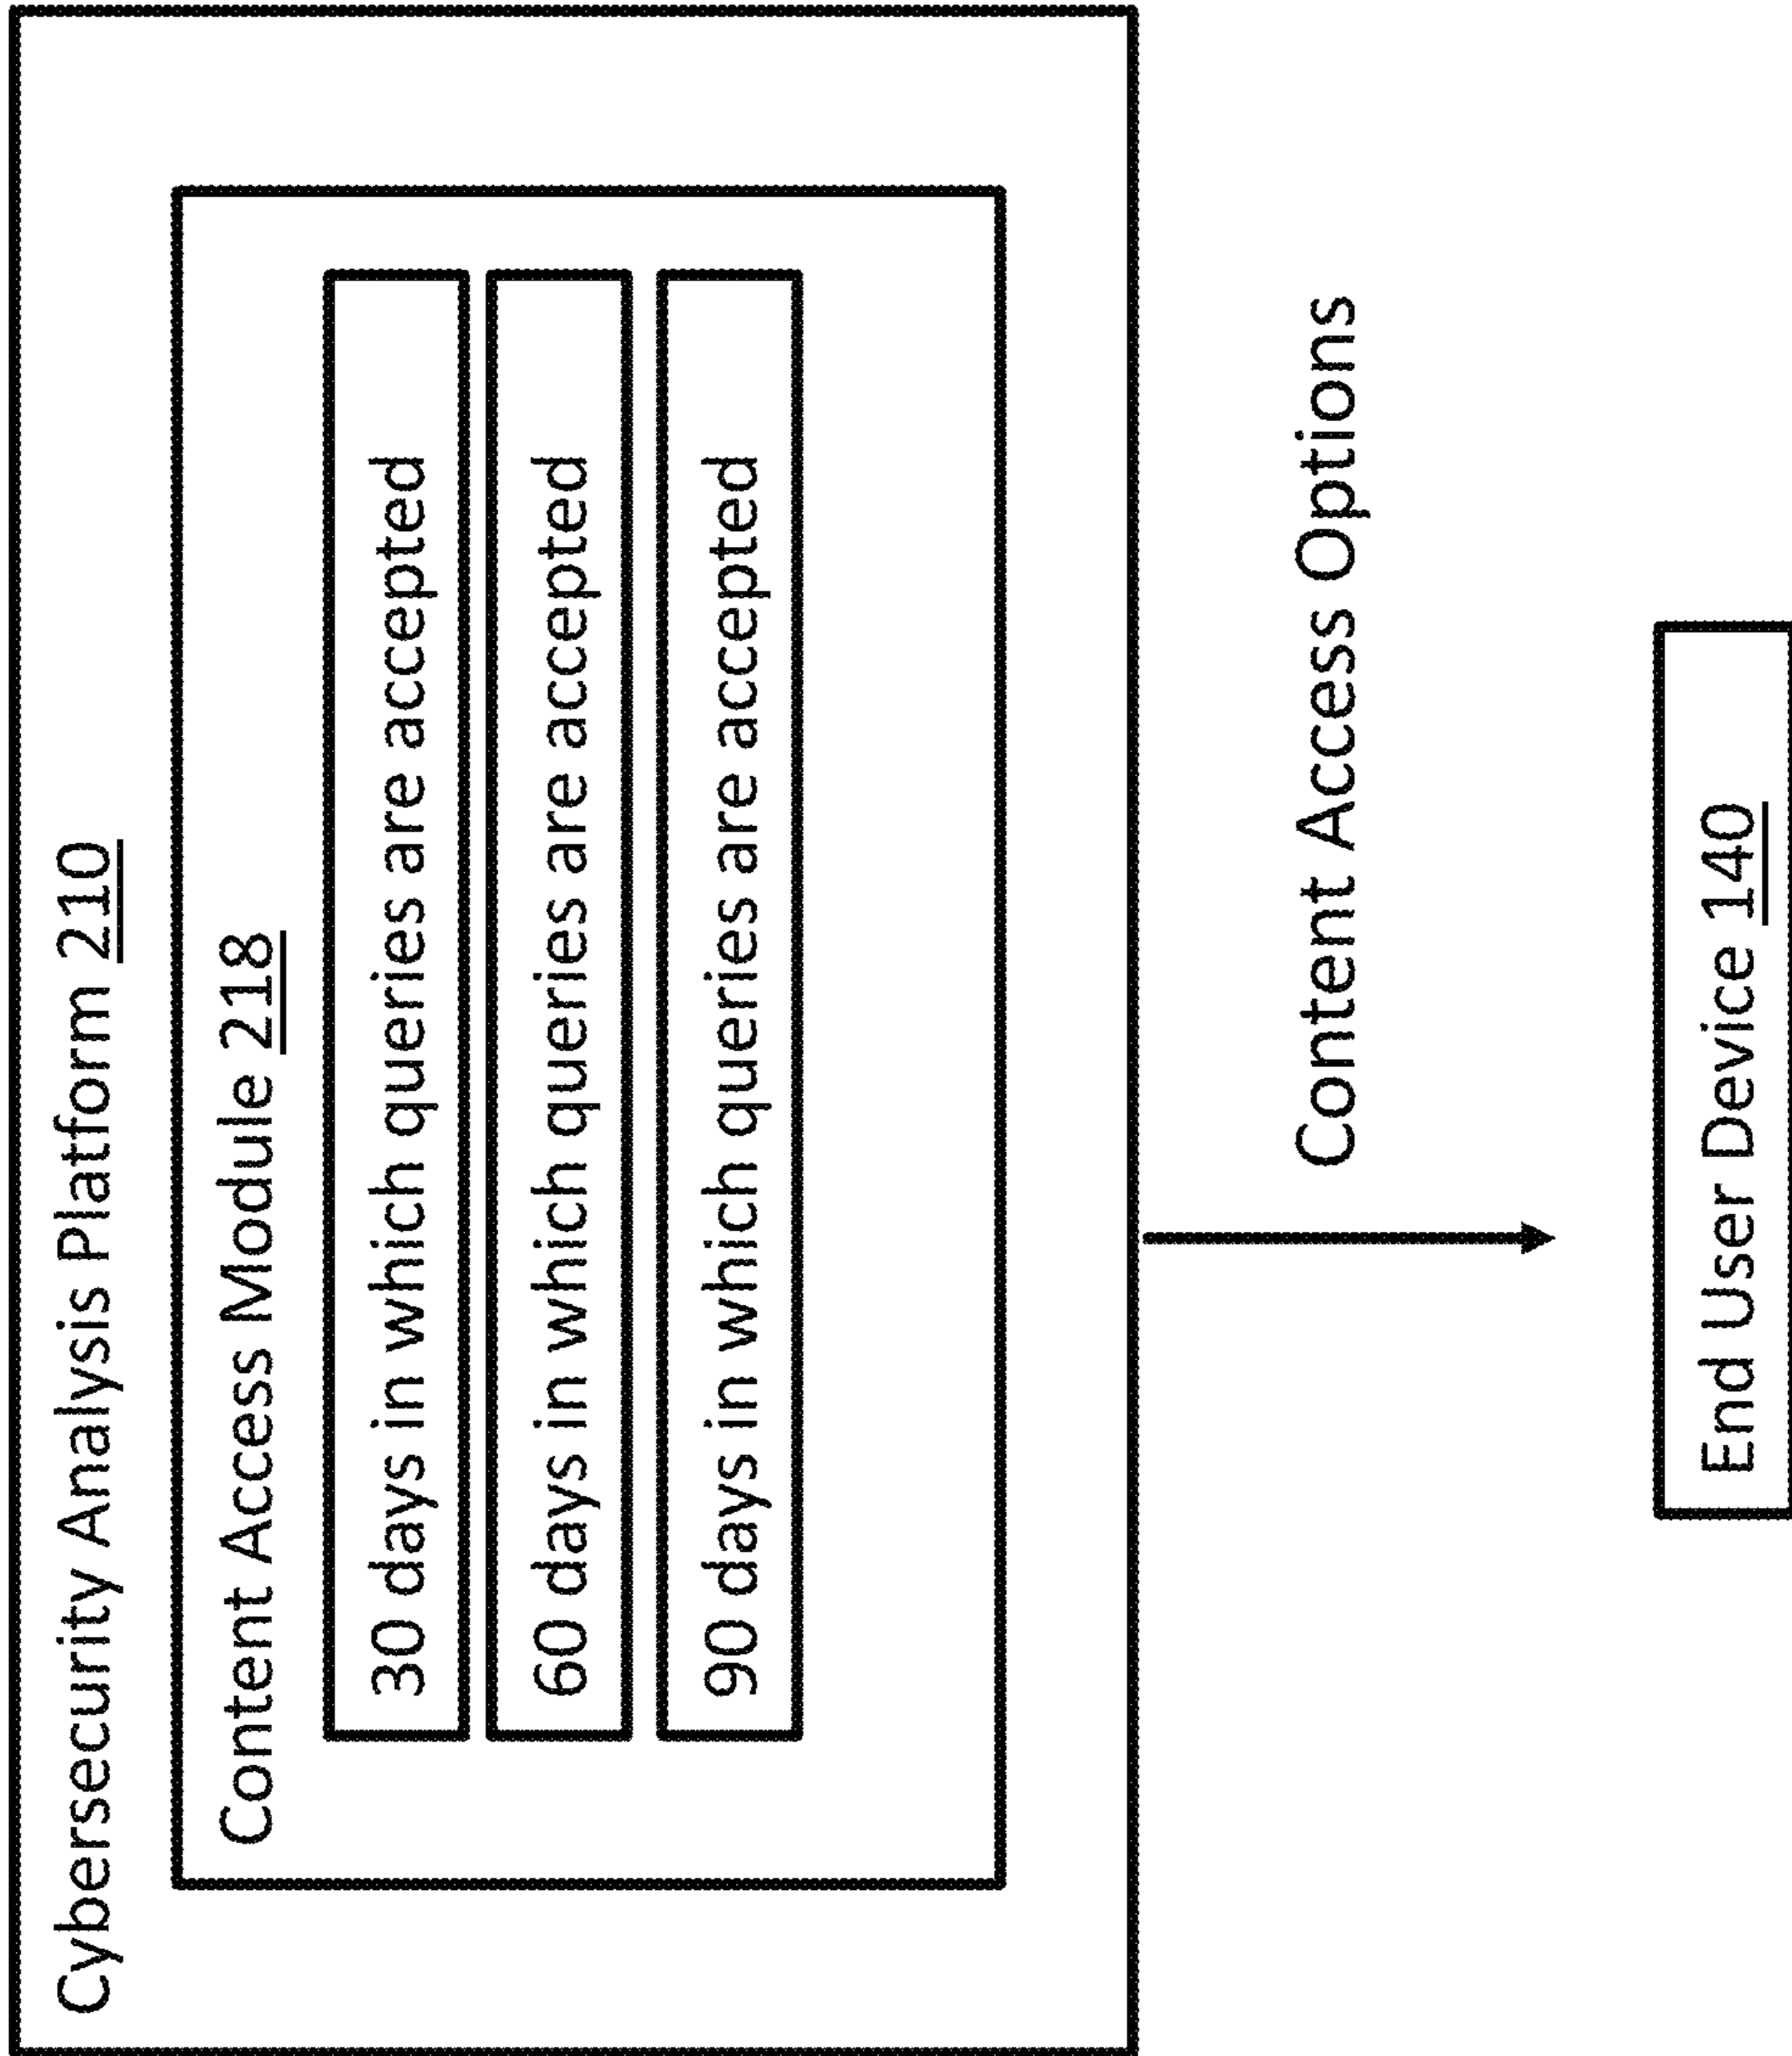 Cybersecurity Analysis Platform 210
Content Access Module 218
30 days in which queries are accepted
60 days in which queries are accepted
90 days in which queries are accepted
Content Access Options
End User Device 140